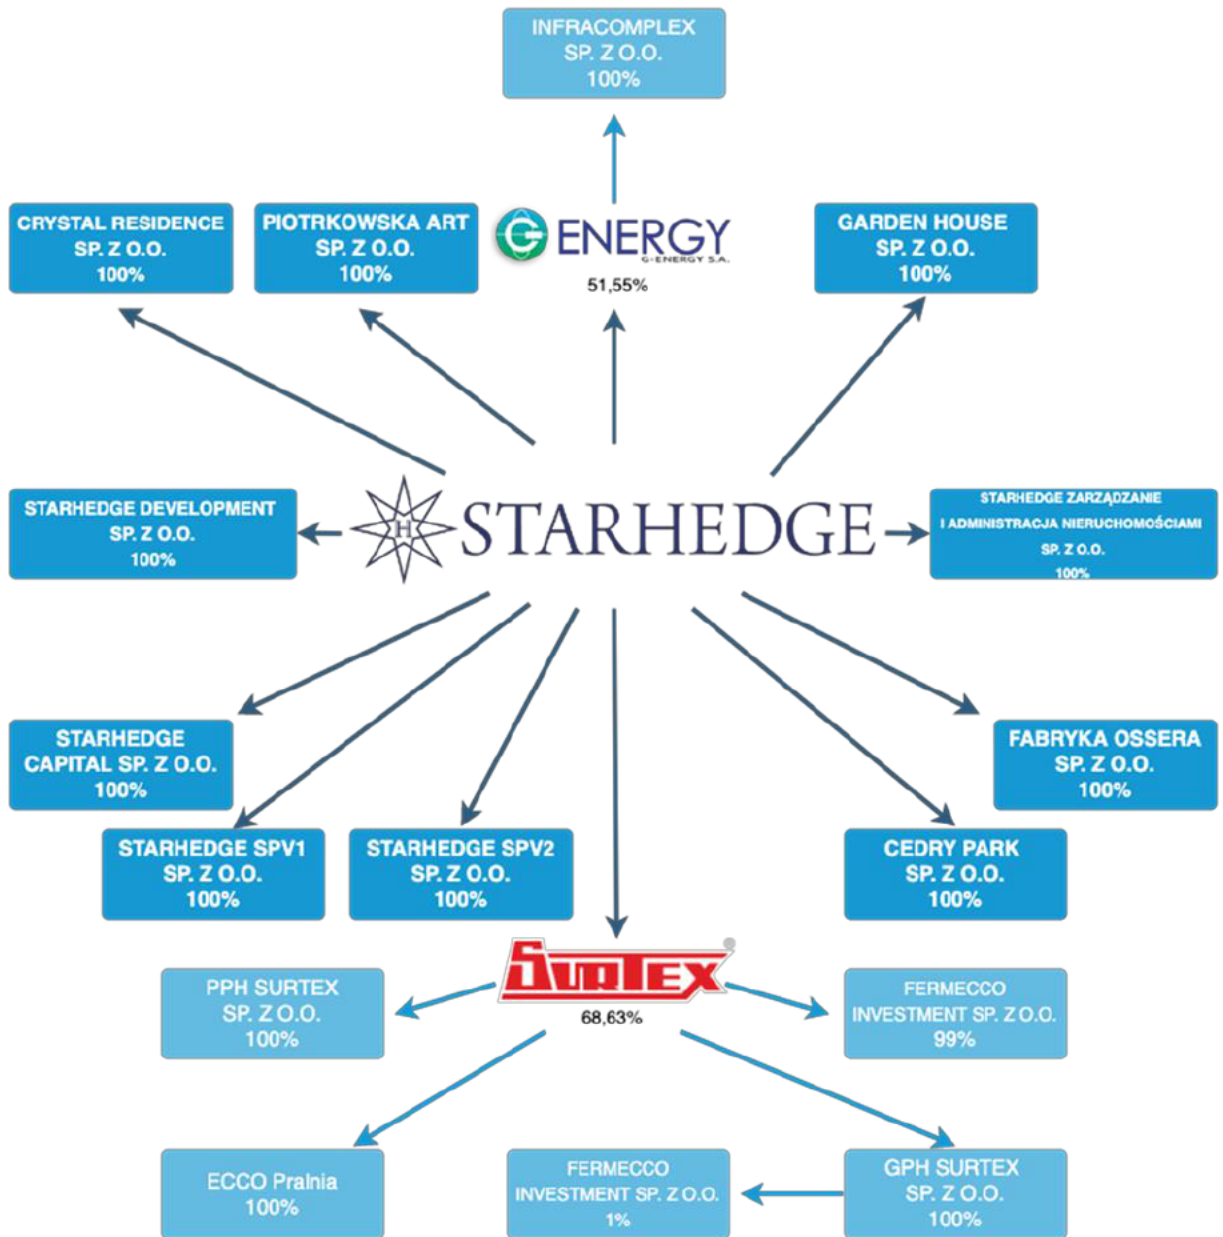 INFRACOMPLEX
SP. Z O.O.
100%
CRYSTAL RESIDENCE
SP. Z O.O.
100%
PIOTRKOWSKA ART
SP. Z O.O.
100%
G ENERGY
G-ENERGY S.A.
51,55%
GARDEN HOUSE
SP. Z O.O.
100%
STARHEDGE DEVELOPMENT
SP. Z O.O.
100%
H STARHEDGE
STARHEDGE ZARZĄDZANIE
I ADMINISTRACJA NIERUCHOMOŚCIAMI
SP. Z O.O.
100%
STARHEDGE
CAPITAL SP. Z O.O.
100%
FABRYKA OSSERA
SP. Z O.O.
100%
STARHEDGE SPV1
SP. Z O.O.
100%
STARHEDGE SPV2
SP. Z O.O.
100%
CEDRY PARK
SP. Z O.O.
100%
SURTEX
68,63%
PPH SURTEX
SP. Z O.O.
100%
FERMECCO
INVESTMENT SP. Z O.O.
99%
ECCO Pralnia
100%
FERMECCO
INVESTMENT SP. Z O.O.
1%
GPH SURTEX
SP. Z O.O.
100%